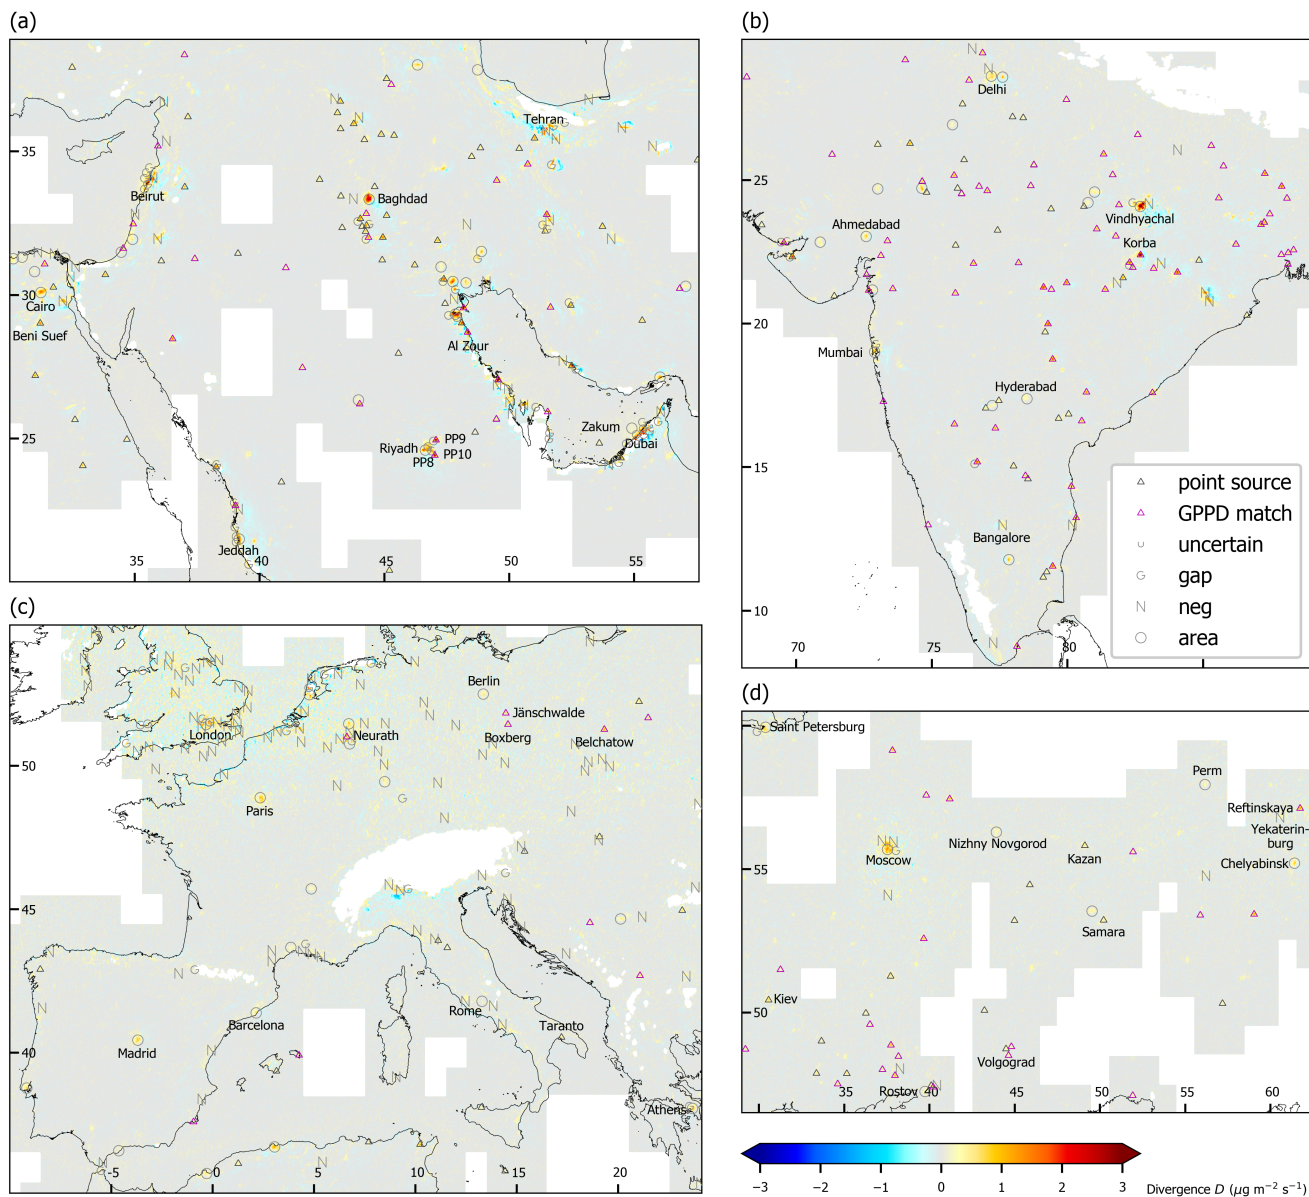 (a)
Tehran
Beirut
Baghdad
Cairo
Beni Suef
Al Zour
Zakum
Dubai
Riyadh
PP9
PP8
PP10
Jeddah
35
30
25
35
40
45
50
55
(b)
Delhi
Ahmedabad
Vindhyachal
Korba
Mumbai
Hyderabad
Bangalore
25
20
15
10
70
75
80
point source
GPPD match
uncertain
gap
neg
area
(c)
Berlin
Jänschwalde
London
Neurath
Boxberg
Belchatow
Paris
Barcelona
Rome
Taranto
Madrid
Athens
50
45
40
-5
0
5
10
15
20
(d)
Saint Petersburg
Perm
Reftinskaya
Yekaterin-
burg
Nizhny Novgorod
Moscow
Kazan
Chelyabinsk
Samara
Kiev
Volgograd
Rostov
55
50
35
40
45
50
55
60
−3
−2
−1
0
1
2
3
Divergence D (μg m⁻² s⁻¹)